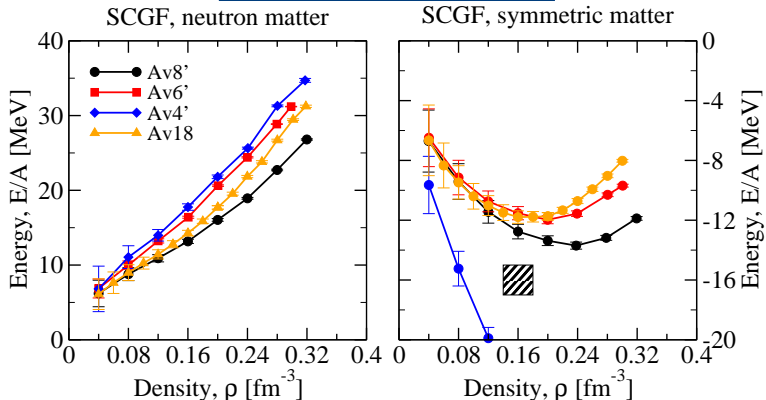 SCGF, neutron matter
SCGF, symmetric matter
40
30
20
10
0
Energy, E/A [MeV]
Av8’
Av6’
Av4’
Av18
0
0.08
0.16
0.24
0.32
0.4
Density, ρ [fm⁻³]
0
0.08
0.16
0.24
0.32
0.4
Density, ρ [fm⁻³]
0
-4
-8
-12
-16
-20
Energy, E/A [MeV]